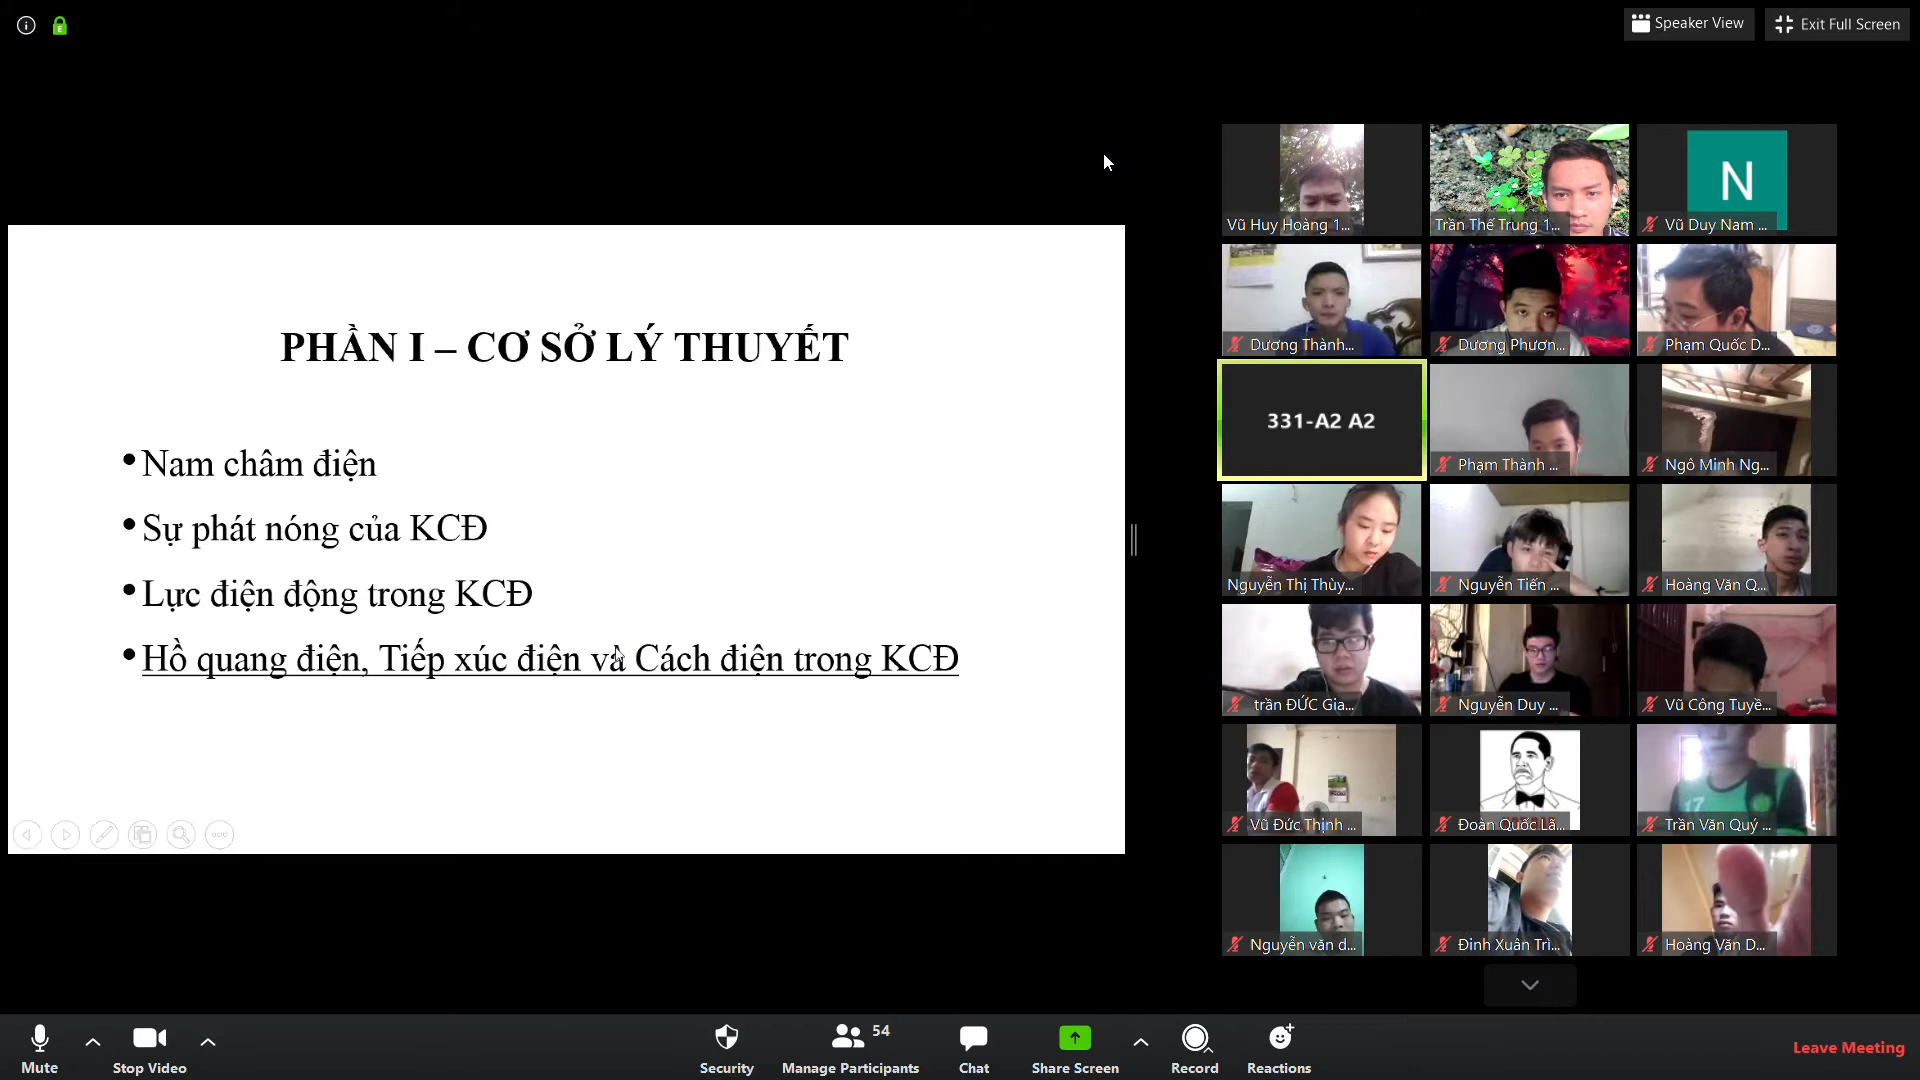 Speaker View
Exit Full Screen
PHẦN I – CƠ SỞ LÝ THUYẾT
•Nam châm điện
•Sự phát nóng của KCĐ
•Lực điện động trong KCĐ
•Hồ quang điện, Tiếp xúc điện và Cách điện trong KCĐ
Vũ Huy Hoàng 1...
Trần Thế Trung 1...
N
Vũ Duy Nam ...
Dương Thành...
Dương Phươn...
Phạm Quốc D...
331-A2 A2
Phạm Thành ...
Ngô Minh Ng...
Nguyễn Thị Thùy...
Nguyễn Tiến ...
Hoàng Văn Q...
trần ĐỨC Gia...
Nguyễn Duy ...
Vũ Công Tuyề...
Vũ Đức Thịnh ...
Đoàn Quốc Lã...
17
Trần Văn Quý ...
Nguyễn văn d...
Đinh Xuân Trì...
Hoàng Văn D...
Mute
Stop Video
Security
54
Manage Participants
Chat
Share Screen
Record
Reactions
Leave Meeting